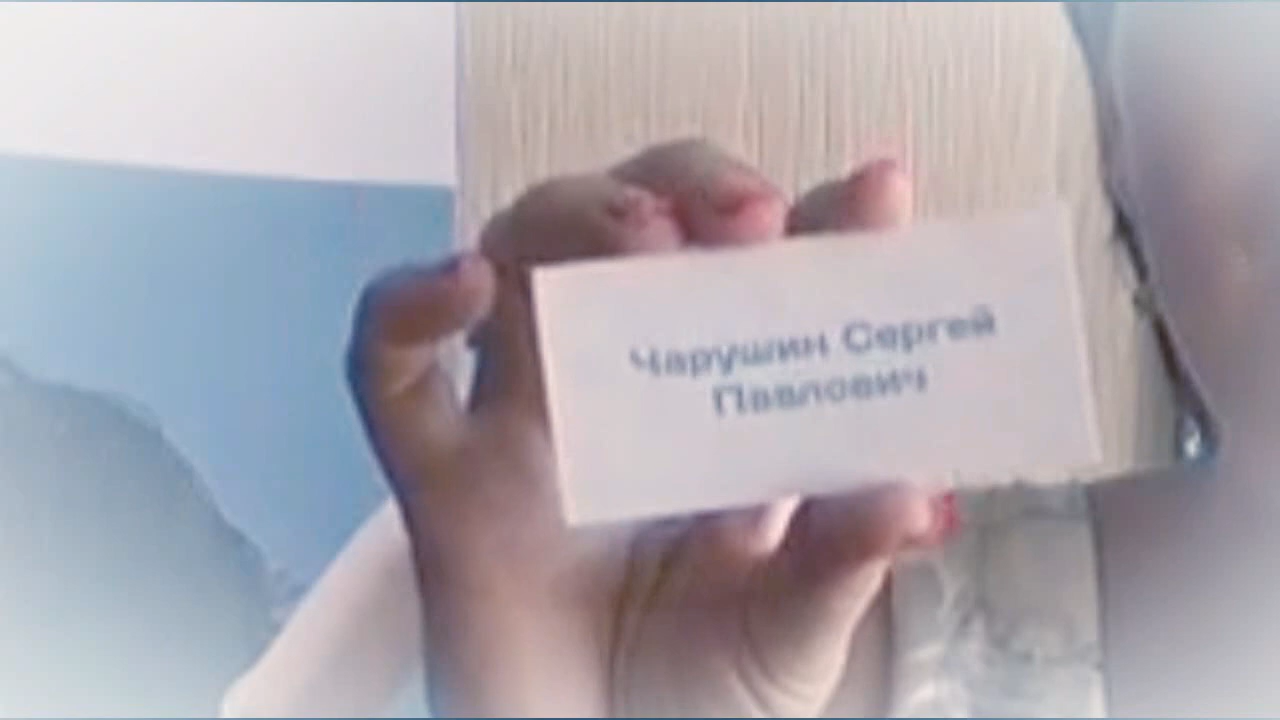 Чарушин Сергей
Павлович